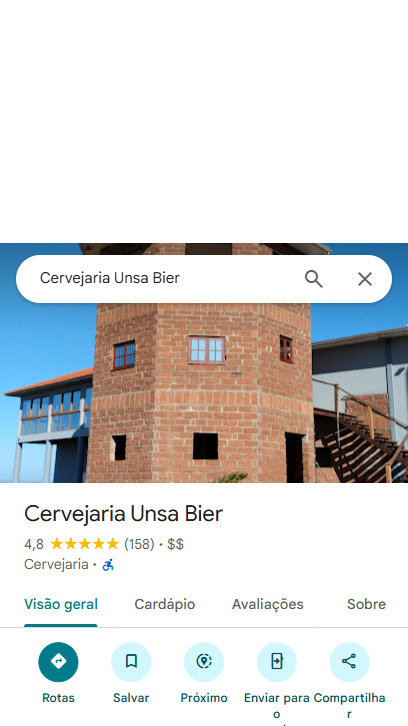 Cervejaria Unsa Bier
Cervejaria Unsa Bier
4,8 ★★★★★ (158) • $$
Cervejaria •
Visão geral Cardápio Avaliações Sobre
Rotas Salvar Próximo Enviar para o Compartilhar